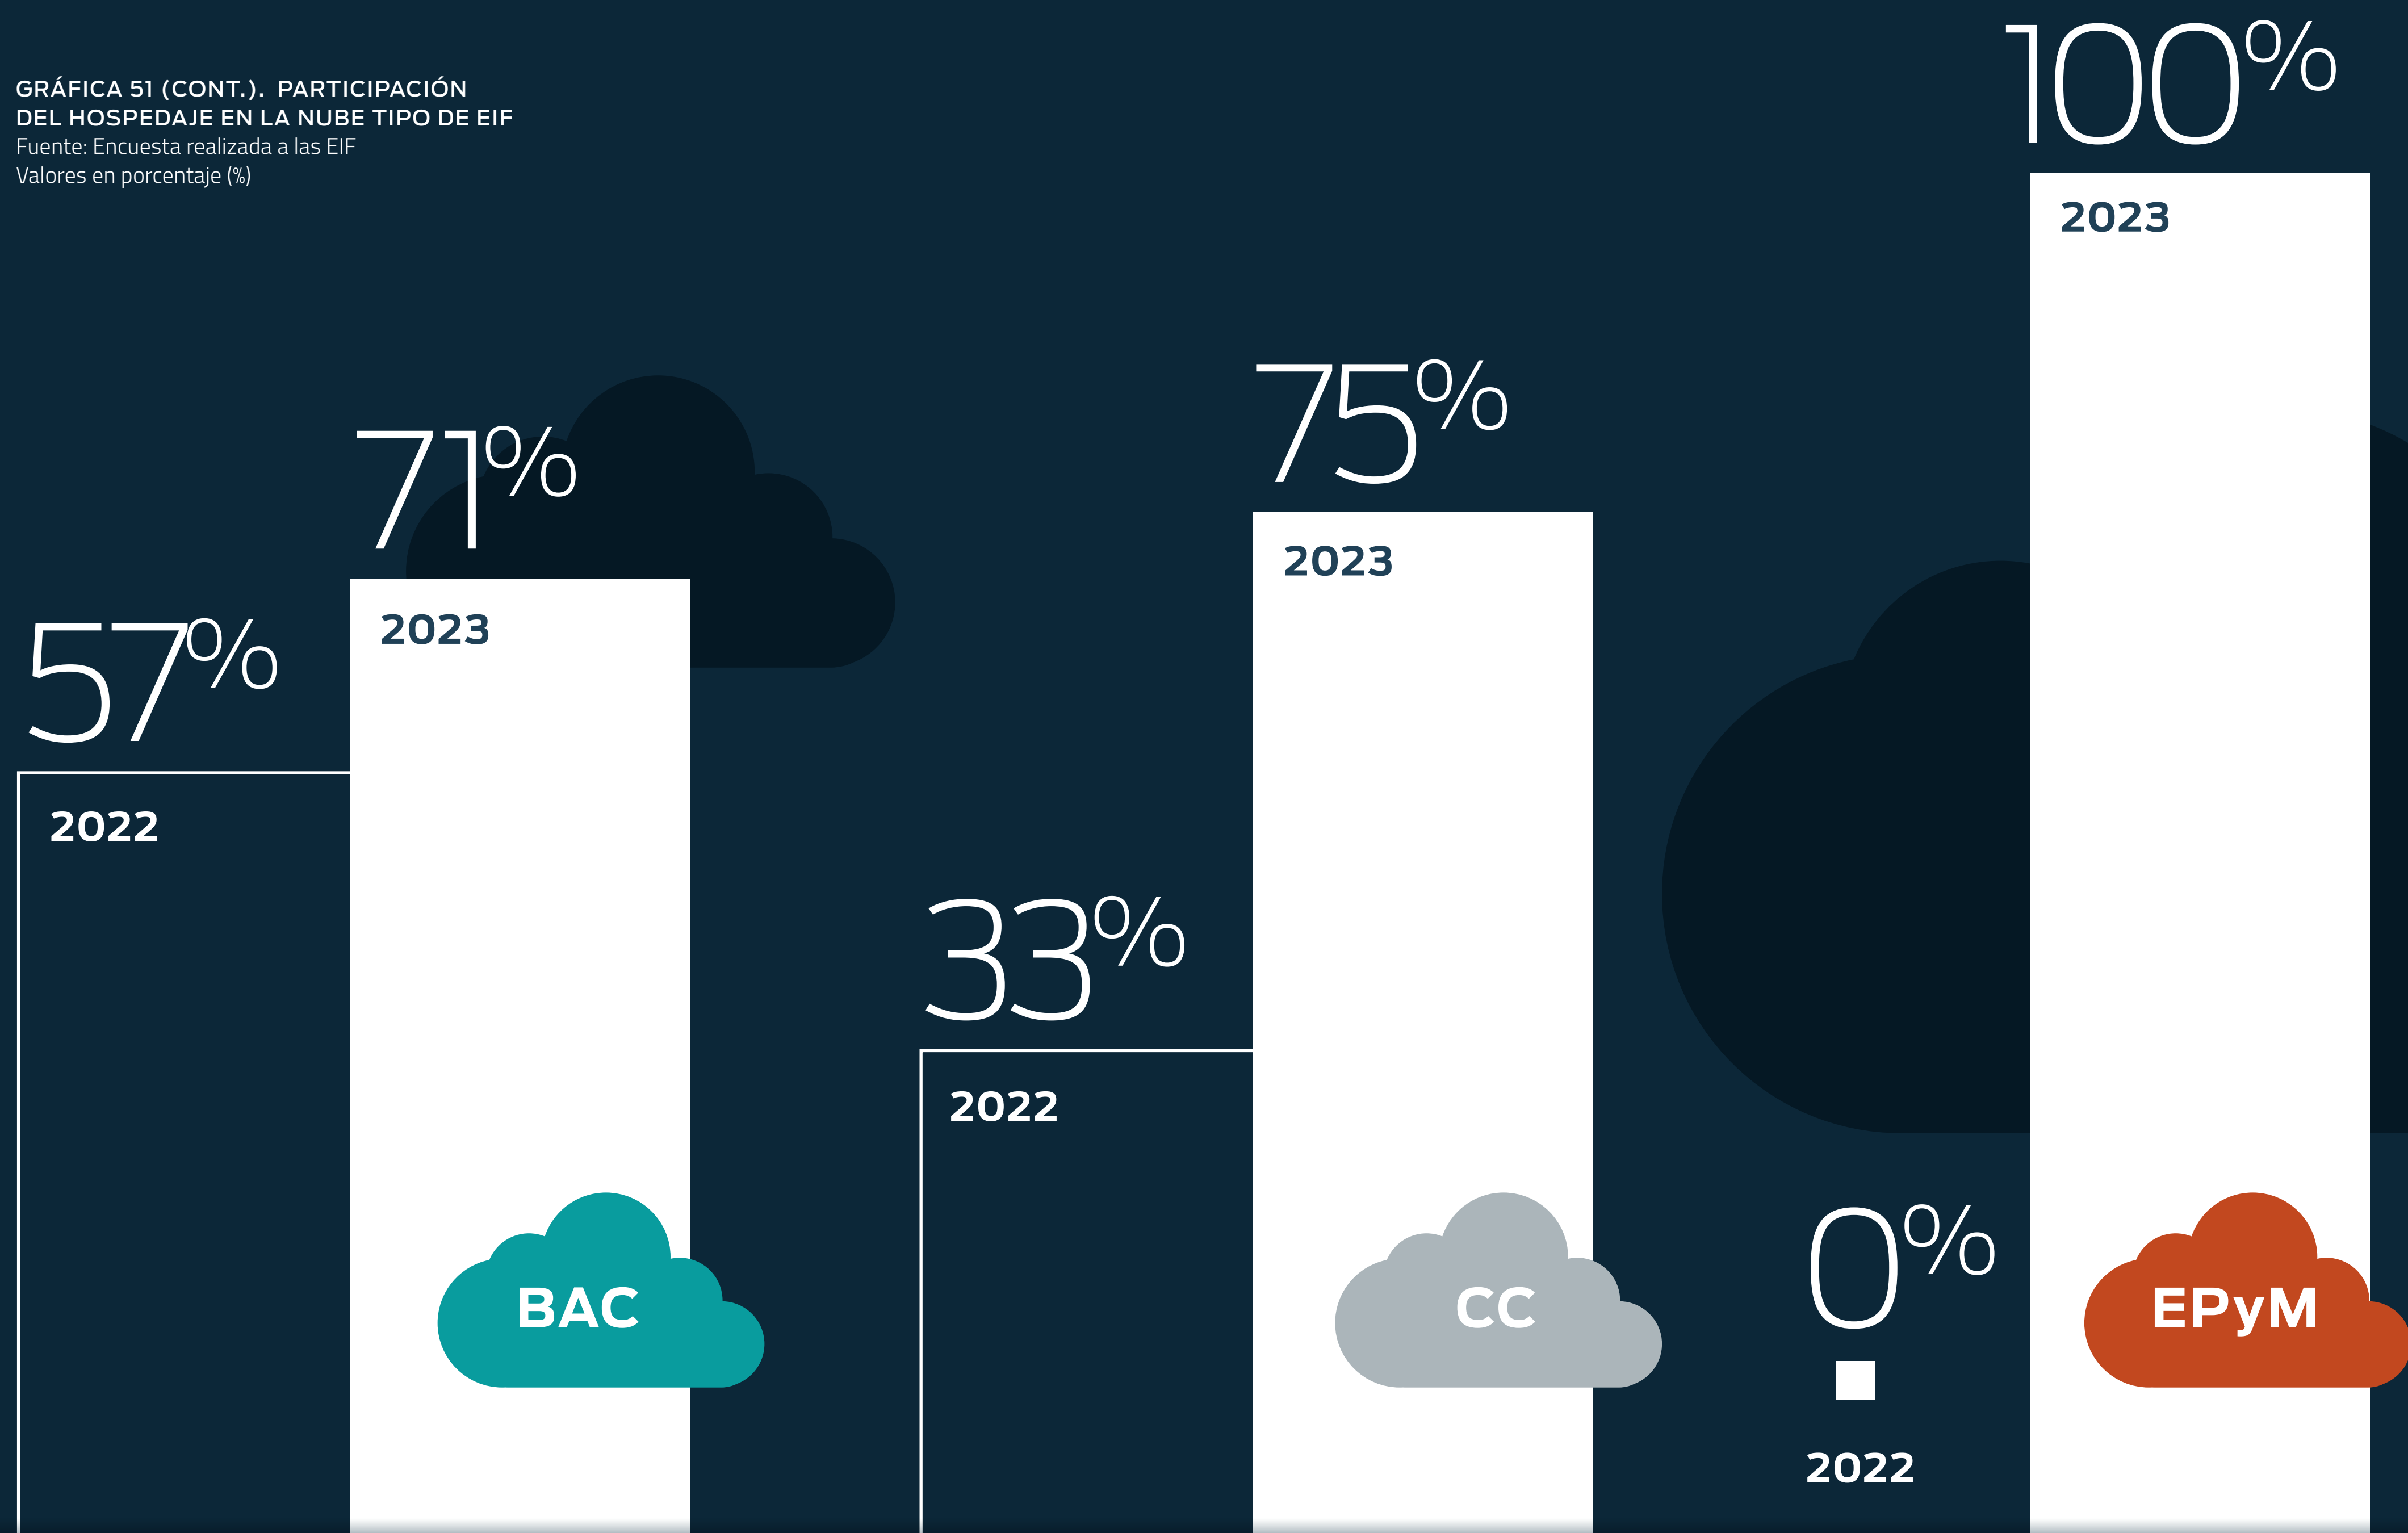 GRÁFICA 51 (CONT.). PARTICIPACIÓN
DEL HOSPEDAJE EN LA NUBE TIPO DE EIF
Fuente: Encuesta realizada a las EIF
Valores en porcentaje (%)
57%
2022
71%
2023
BAC
33%
2022
75%
2023
CC
0%
2022
100%
2023
EPyM